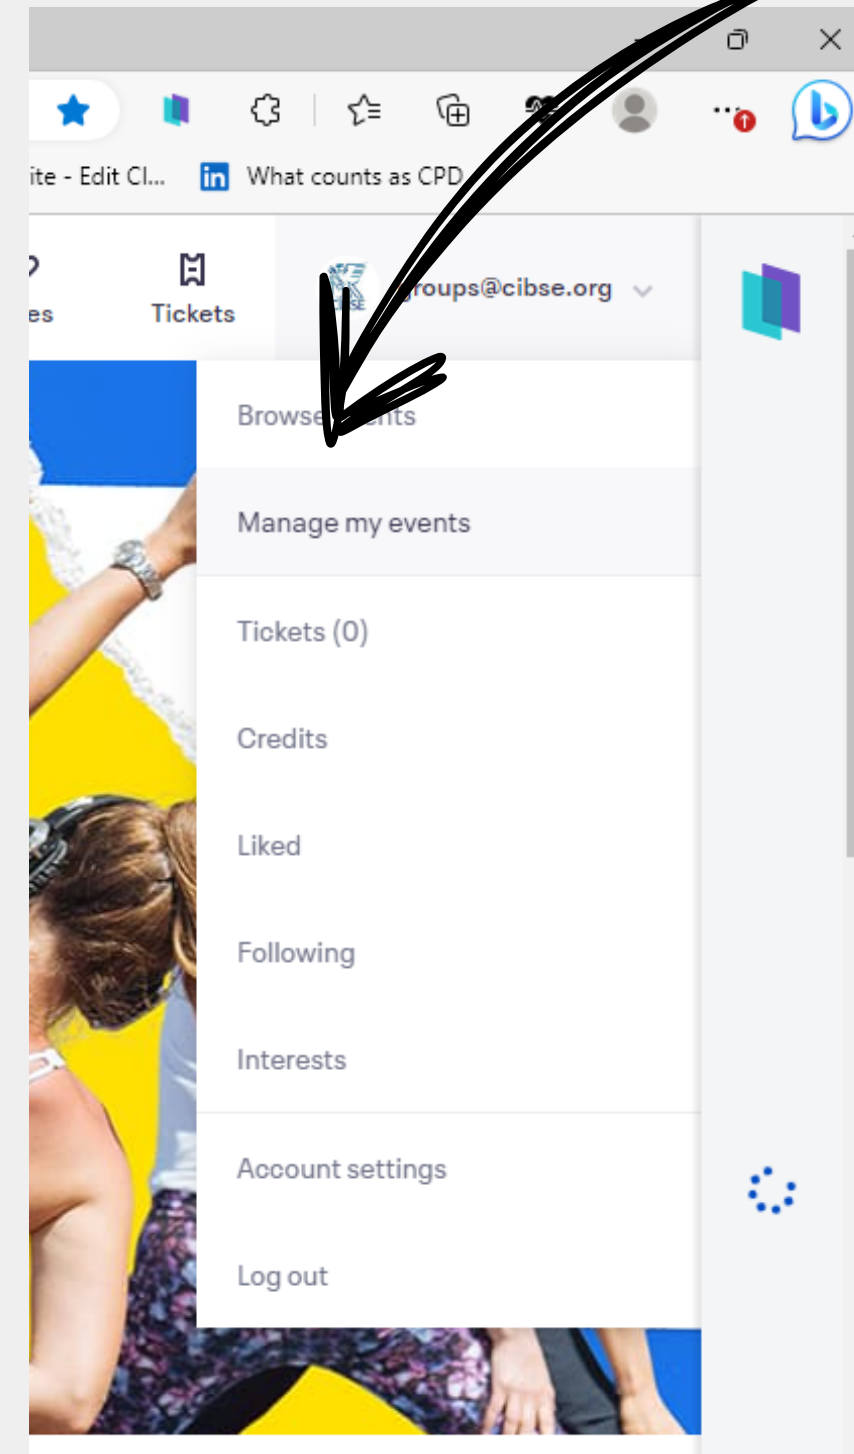 ite - Edit Cl...
What counts as CPD
es
Tickets
groups@cibse.org
Browse
Manage my events
Tickets (0)
Credits
Liked
Following
Interests
Account settings
Log out